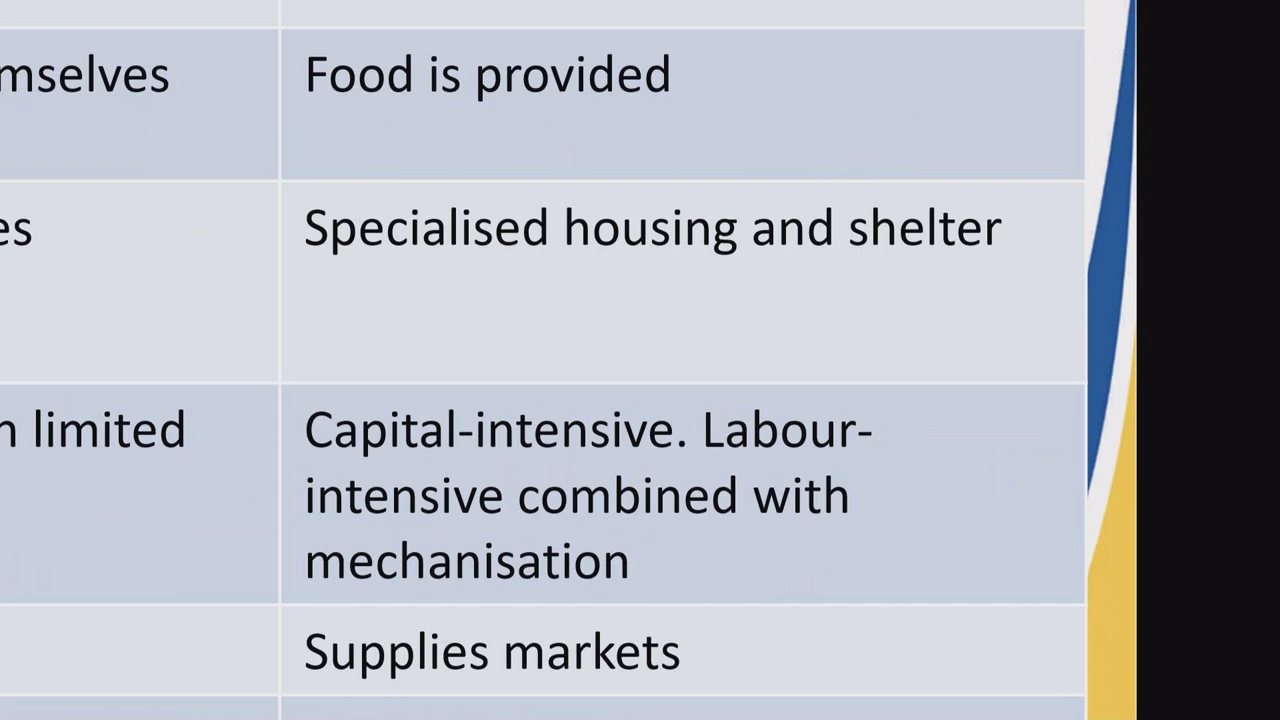 mselves
Food is provided
es
Specialised housing and shelter
limited
Capital-intensive. Labour-
intensive combined with
mechanisation
Supplies markets